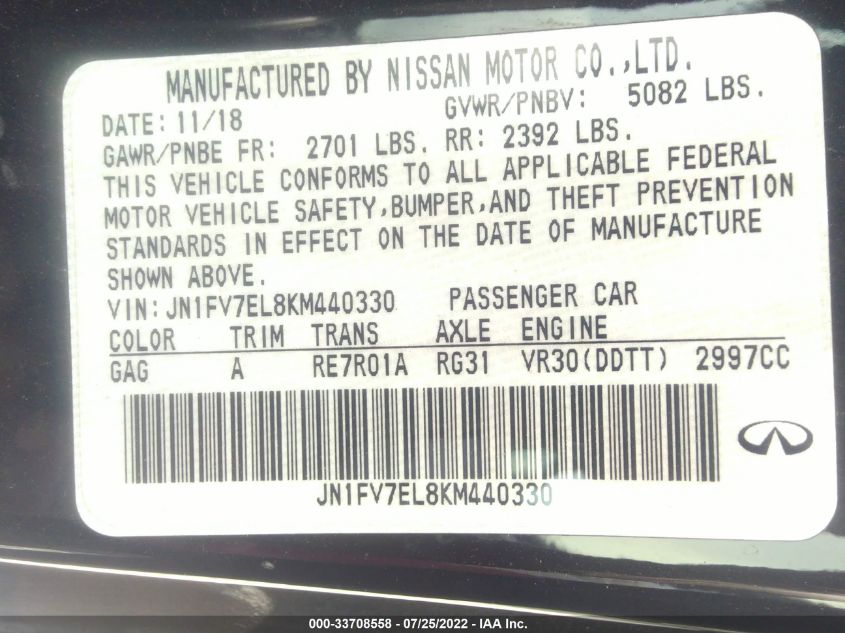 MANUFACTURED BY NISSAN MOTOR CO.,LTD.
DATE: 11/18 GVWR/PNBV: 5082 LBS.
GAWR/PNBE FR: 2701 LBS. RR: 2392 LBS.
THIS VEHICLE CONFORMS TO ALL APPLICABLE FEDERAL
MOTOR VEHICLE SAFETY,BUMPER,AND THEFT PREVENTION
STANDARDS IN EFFECT ON THE DATE OF MANUFACTURE
SHOWN ABOVE.
VIN: JN1FV7EL8KM440330 PASSENGER CAR
COLOR TRIM TRANS AXLE ENGINE
GAG A RE7R01A RG31 VR30(DDTT) 2997CC
JN1FV7EL8KM440330
000-33708558 - 07/25/2022 - IAA Inc.